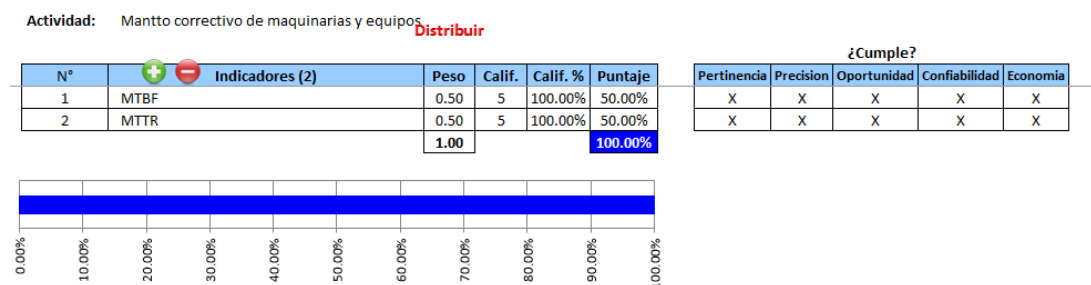 Actividad: Mantto correctivo de maquinarias y equipos
Distribuir
¿Cumple?
N° Indicadores (2) Peso Calif. Calif. % Puntaje Pertinencia Precision Oportunidad Confiabilidad Economia
1 MTBF 0.50 5 100.00% 50.00% X X X X X
2 MTTR 0.50 5 100.00% 50.00% X X X X X
1.00 100.00%
0.00% 10.00% 20.00% 30.00% 40.00% 50.00% 60.00% 70.00% 80.00% 90.00% 100.00%